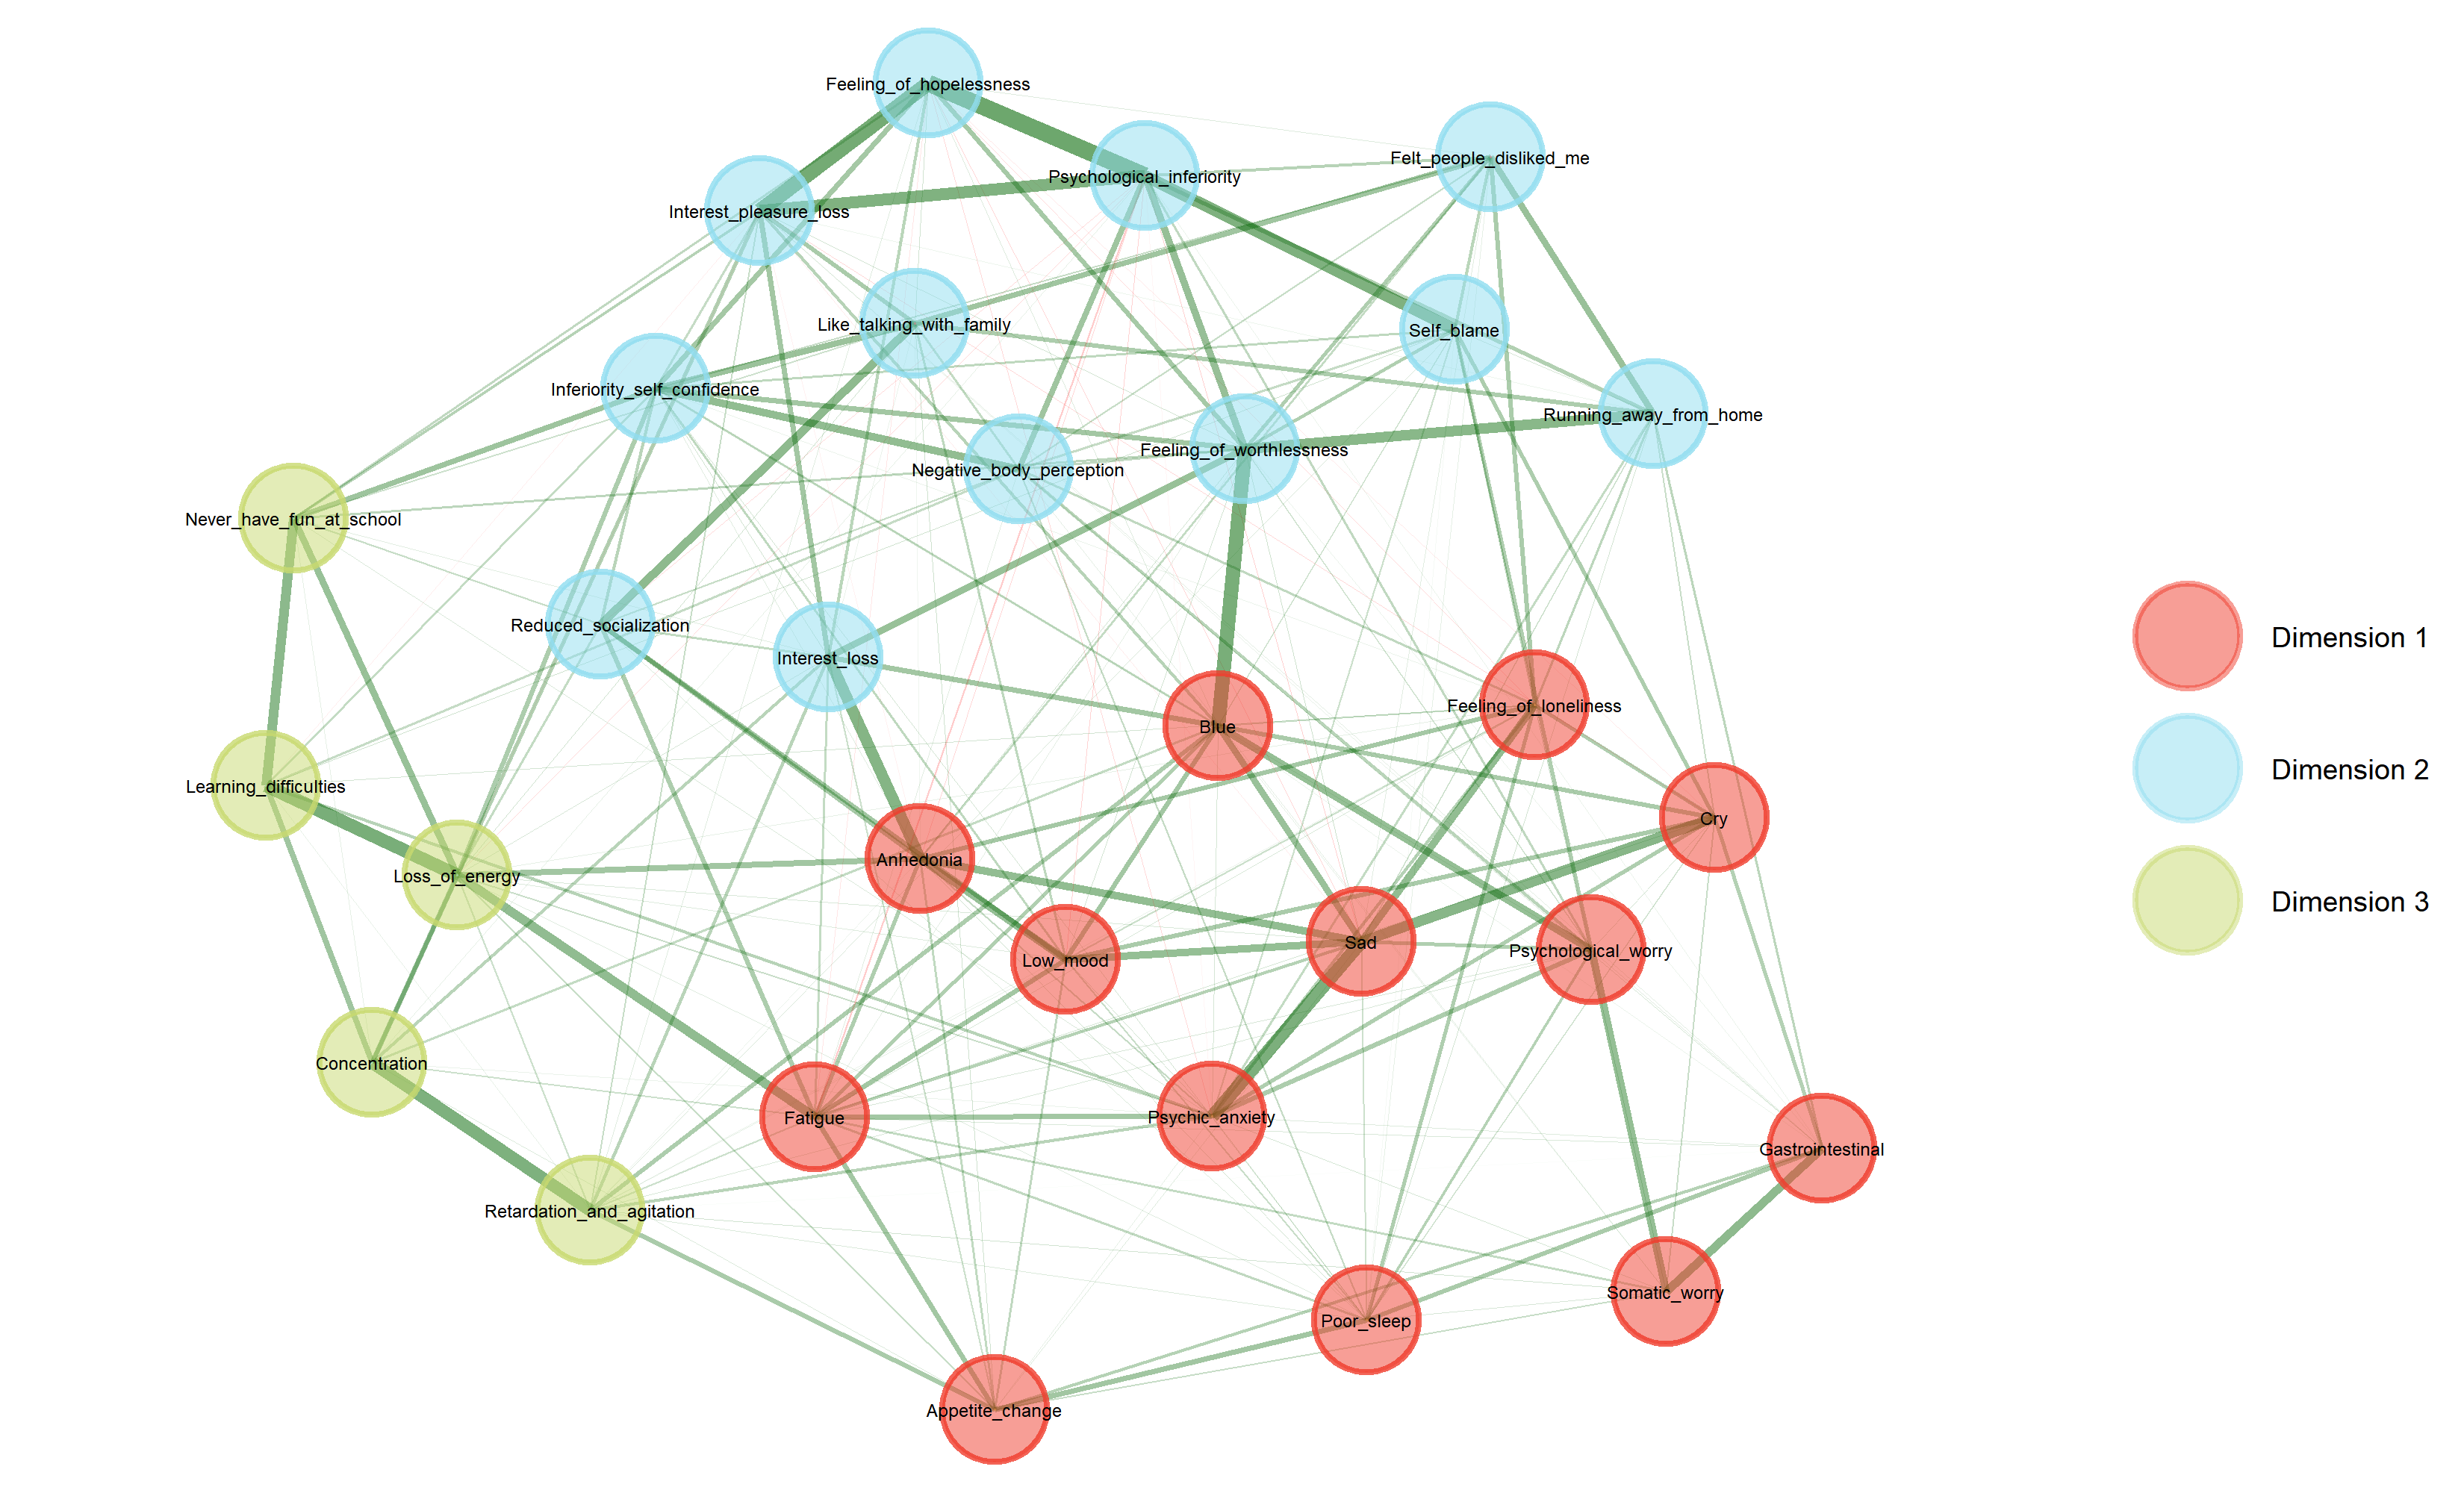 Feeling_of_hopelessness
Felt_people_disliked_me
Psychological_inferiority
Interest_pleasure_loss
Like_talking_with_family
Self_blame
Inferiority_self_confidence
Running_away_from_home
Feeling_of_worthlessness
Negative_body_perception
Never_have_fun_at_school
Reduced_socialization
Interest_loss
Feeling_of_loneliness
Blue
Learning_difficulties
Cry
Anhedonia
Loss_of_energy
Sad
Psychological_worry
Low_mood
Concentration
Fatigue
Psychic_anxiety
Gastrointestinal
Retardation_and_agitation
Somatic_worry
Poor_sleep
Appetite_change
Dimension 1
Dimension 2
Dimension 3